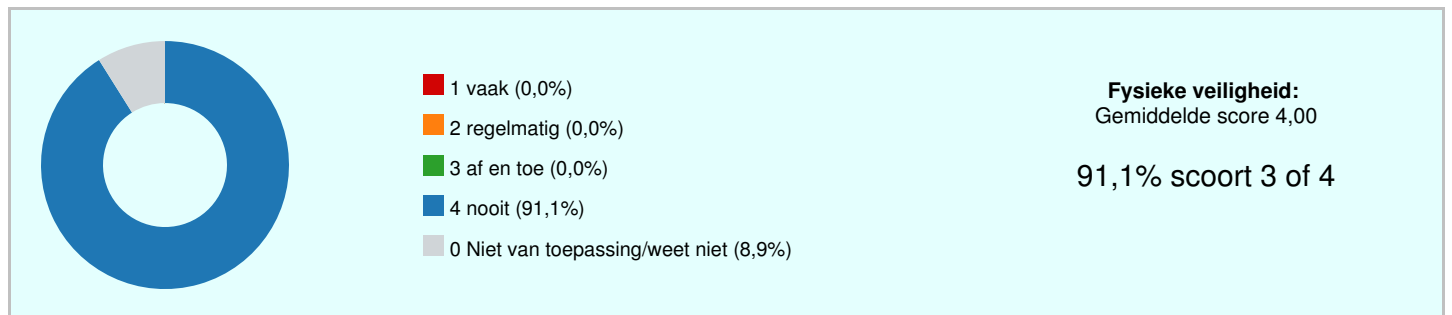 1 vaak (0,0%)
2 regelmatig (0,0%)
3 af en toe (0,0%)
4 nooit (91,1%)
0 Niet van toepassing/weet niet (8,9%)
Fysieke veiligheid:
Gemiddelde score 4,00
91,1% scoort 3 of 4